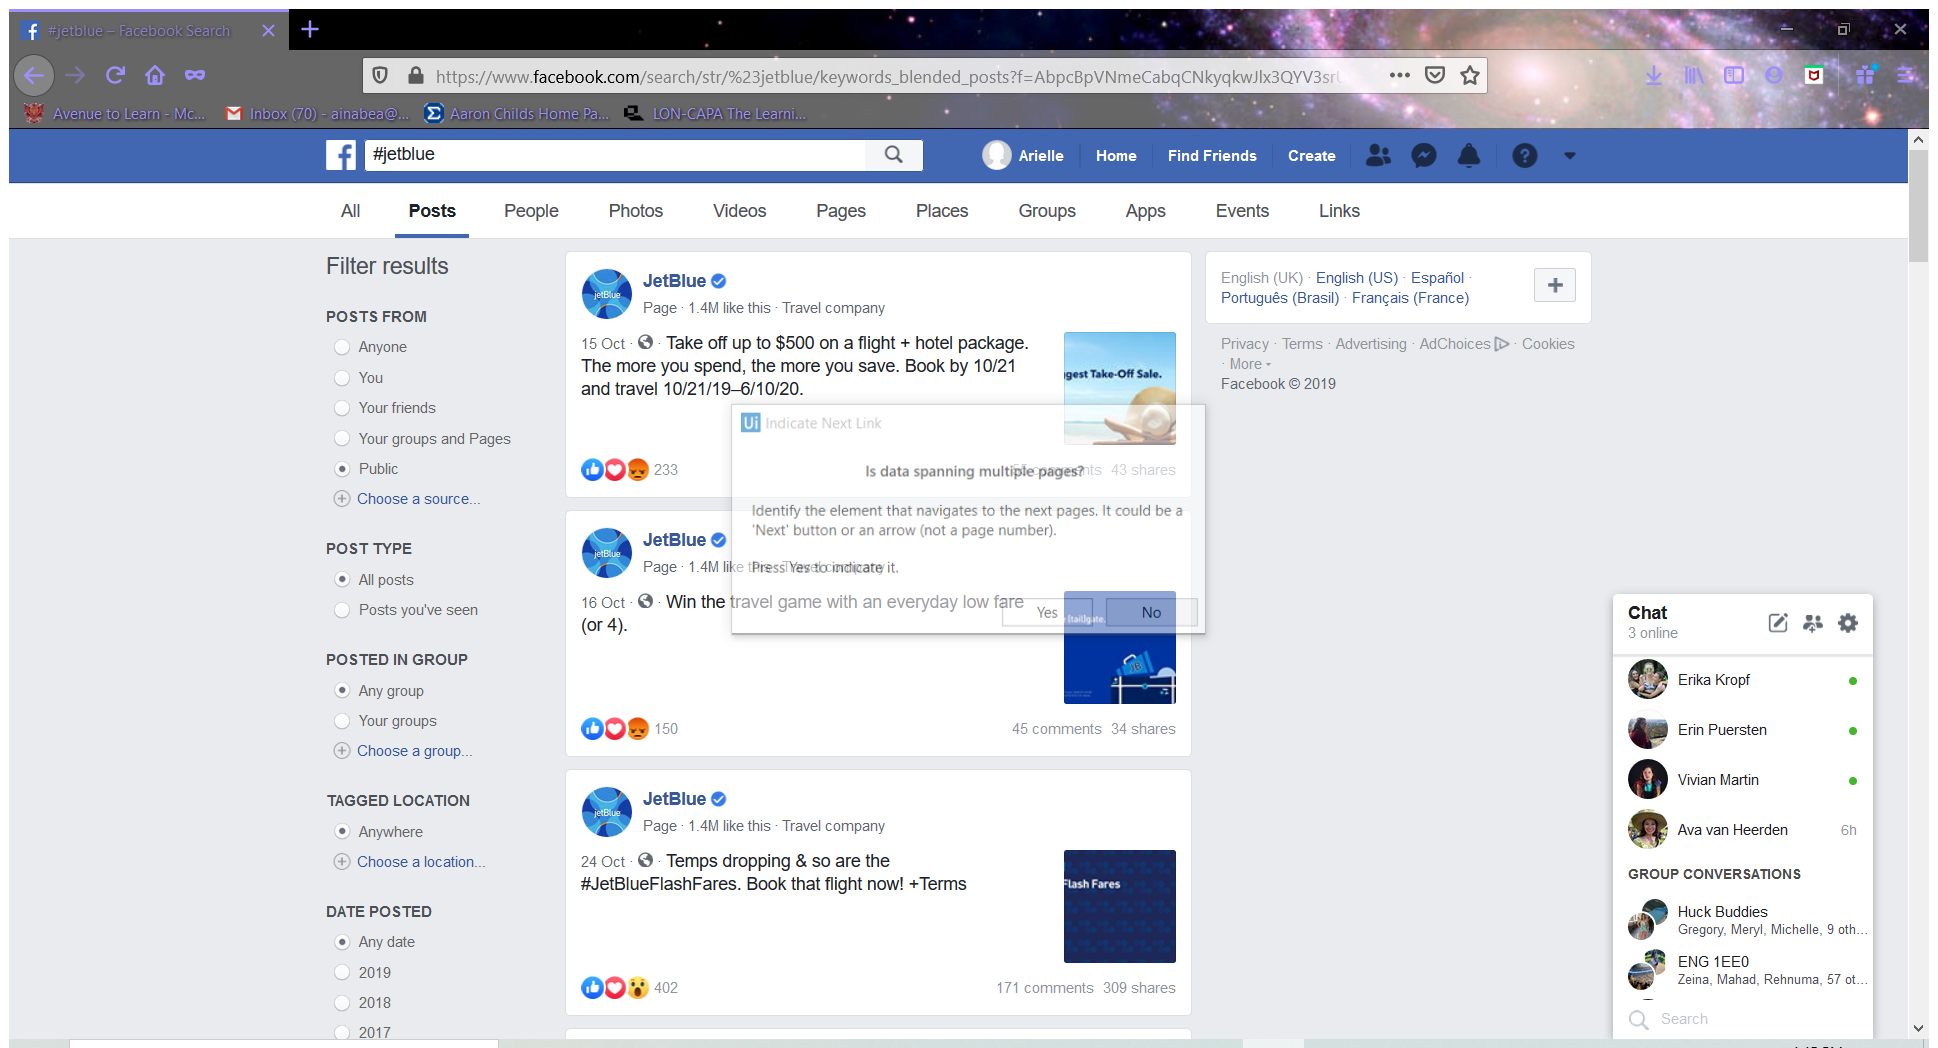 #jetblue – Facebook Search
https://www.facebook.com/search/str/%23jetblue/keywords_blended_posts?f=AbpcBpVNmeCabqCNkyqkwJlx3QYV3srU
Avenue to Learn - Mc...
Inbox (70) - ainabea@...
Aaron Childs Home Pa...
LON-CAPA The Learni...
#jetblue
Arielle
Home
Find Friends
Create
All
Posts
People
Photos
Videos
Pages
Places
Groups
Apps
Events
Links
Filter results
POSTS FROM
Anyone
You
Your friends
Your groups and Pages
Public
Choose a source...
POST TYPE
All posts
Posts you've seen
POSTED IN GROUP
Any group
Your groups
Choose a group...
TAGGED LOCATION
Anywhere
Choose a location...
DATE POSTED
Any date
2019
2018
2017
jetBlue
JetBlue
Page · 1.4M like this · Travel company
15 Oct · Take off up to $500 on a flight + hotel package.
The more you spend, the more you save. Book by 10/21
and travel 10/21/19–6/10/20.
gest Take-Off Sale.
233
55 comments 43 shares
Ui Indicate Next Link
Is data spanning multiple pages?
Identify the element that navigates to the next pages. It could be a
'Next' button or an arrow (not a page number).
Press Yes to indicate it.
Yes
No
jetBlue
JetBlue
Page · 1.4M like this · Travel company
16 Oct · Win the travel game with an everyday low fare
(or 4).
e [tail]gate.
JB
150
45 comments 34 shares
jetBlue
JetBlue
Page · 1.4M like this · Travel company
24 Oct · Temps dropping & so are the
#JetBlueFlashFares. Book that flight now! +Terms
Flash Fares
402
171 comments 309 shares
English (UK) · English (US) · Español ·
Português (Brasil) · Français (France)
Privacy · Terms · Advertising · AdChoices · Cookies
· More
Facebook © 2019
Chat
3 online
Erika Kropf
Erin Puersten
Vivian Martin
Ava van Heerden
6h
GROUP CONVERSATIONS
Huck Buddies
Gregory, Meryl, Michelle, 9 oth...
ENG 1EE0
Zeina, Mahad, Rehnuma, 57 ot...
Search